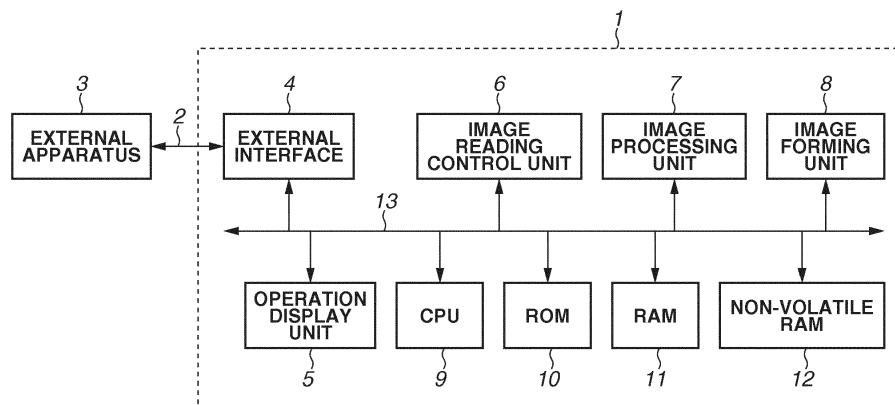 1
3
4
6
7
8
2
EXTERNAL
APPARATUS
EXTERNAL
INTERFACE
IMAGE
READING
CONTROL UNIT
IMAGE
PROCESSING
UNIT
IMAGE
FORMING
UNIT
13
OPERATION
DISPLAY
UNIT
CPU
ROM
RAM
NON-VOLATILE
RAM
5
9
10
11
12